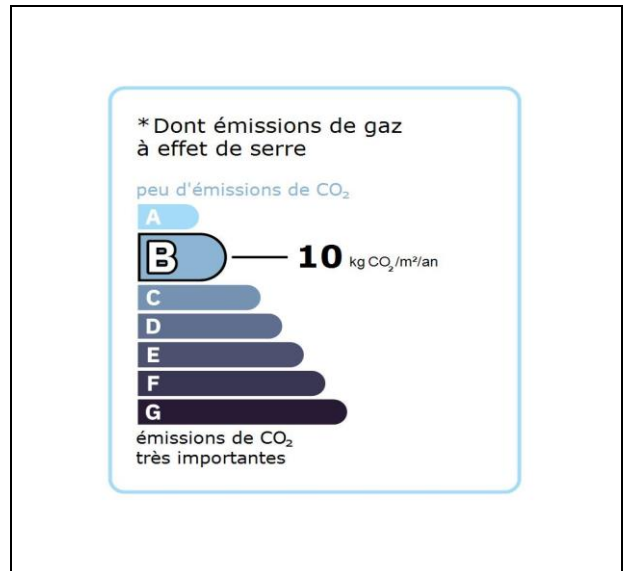 *Dont émissions de gaz
à effet de serre
peu d'émissions de CO₂
A
B 10 kg CO₂/m²/an
C
D
E
F
G
émissions de CO₂
très importantes